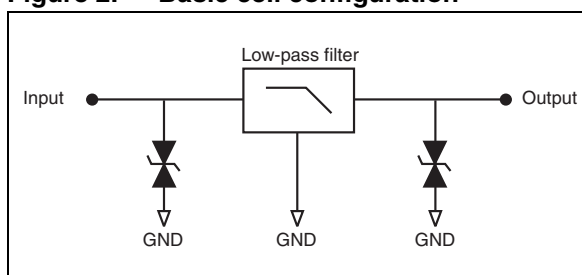 Figure 2. Basic cell configuration
Low-pass filter
Input
Output
GND
GND
GND